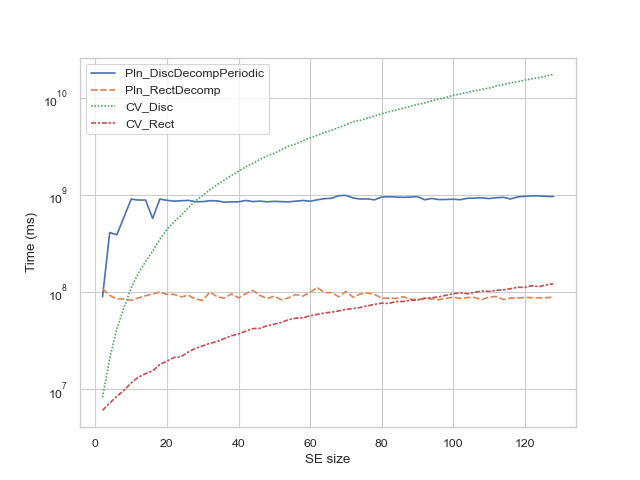 Pln_DiscDecompPeriodic
Pln_RectDecomp
CV_Disc
CV_Rect
Time (ms)
10^10
10^9
10^8
10^7
0 20 40 60 80 100 120
SE size